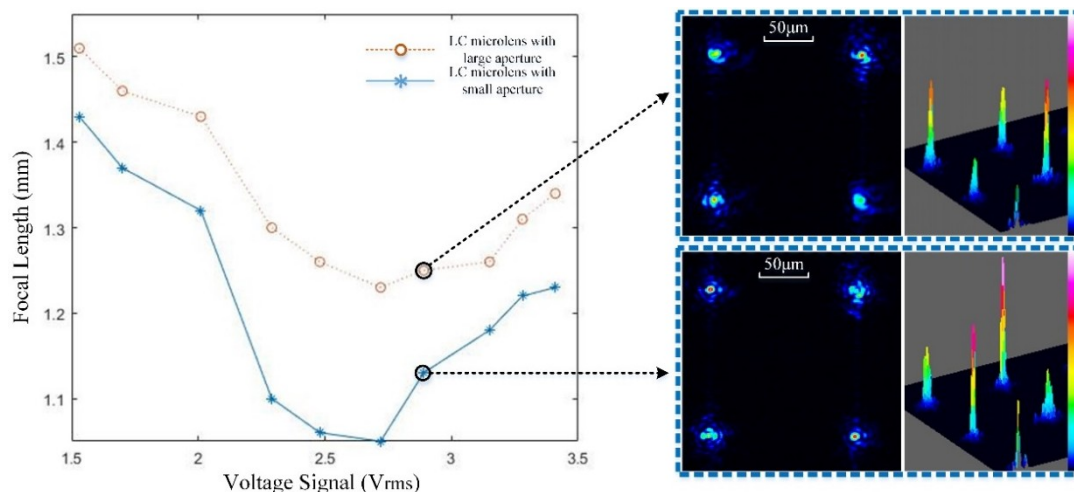 LC microlens with
large aperture
LC microlens with
small aperture
1.5
1.4
1.3
1.2
1.1
Focal Length (mm)
1.5
2
2.5
3
3.5
Voltage Signal (Vrms)
50μm
50μm